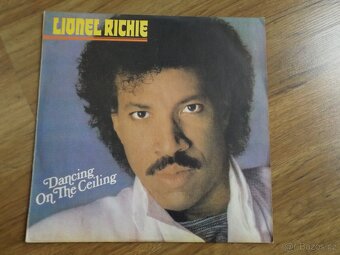 LIONEL RICHIE
Dancing
On The Ceiling